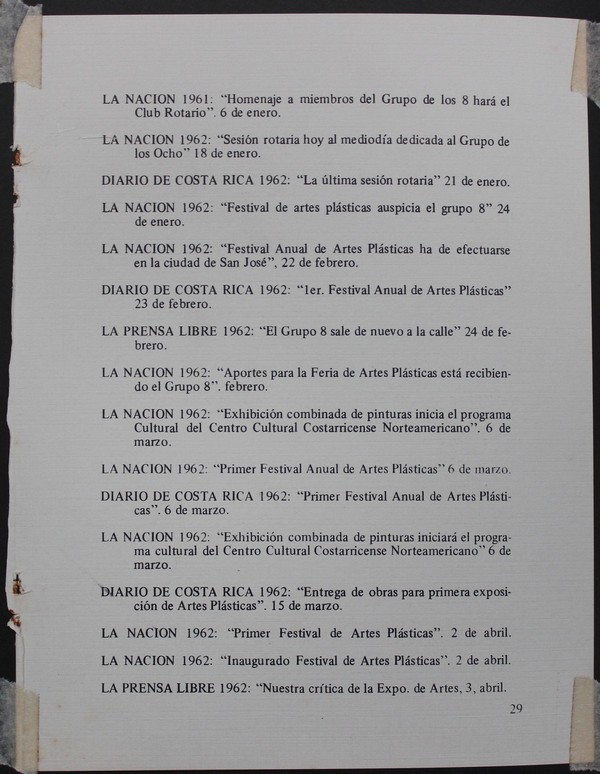 LA NACION 1961: “Homenaje a miembros del Grupo de los 8 hará el
Club Rotario”. 6 de enero.
LA NACION 1962: “Sesión rotaria hoy al mediodía dedicada al Grupo de
los Ocho” 18 de enero.
DIARIO DE COSTA RICA 1962: “La última sesión rotaria” 21 de enero.
LA NACION 1962: “Festival de artes plásticas auspicia el grupo 8” 24
de enero.
LA NACION 1962: “Festival Anual de Artes Plásticas ha de efectuarse
en la ciudad de San José”, 22 de febrero.
DIARIO DE COSTA RICA 1962: “1er. Festival Anual de Artes Plásticas”
23 de febrero.
LA PRENSA LIBRE 1962: “El Grupo 8 sale de nuevo a la calle” 24 de fe-
brero.
LA NACION 1962: “Aportes para la Feria de Artes Plásticas está recibien-
do el Grupo 8”. febrero.
LA NACION 1962: “Exhibición combinada de pinturas inicia el programa
Cultural del Centro Cultural Costarricense Norteamericano”. 6 de
marzo.
LA NACION 1962: “Primer Festival Anual de Artes Plásticas” 6 de marzo.
DIARIO DE COSTA RICA 1962: “Primer Festival Anual de Artes Plásti-
cas”. 6 de marzo.
LA NACION 1962: “Exhibición combinada de pinturas iniciará el progra-
ma cultural del Centro Cultural Costarricense Norteamericano” 6 de
marzo.
DIARIO DE COSTA RICA 1962: “Entrega de obras para primera exposi-
ción de Artes Plásticas”. 15 de marzo.
LA NACION 1962: “Primer Festival de Artes Plásticas”. 2 de abril.
LA NACION 1962: “Inaugurado Festival de Artes Plásticas”. 2 de abril.
LA PRENSA LIBRE 1962: “Nuestra crítica de la Expo. de Artes, 3, abril.
29